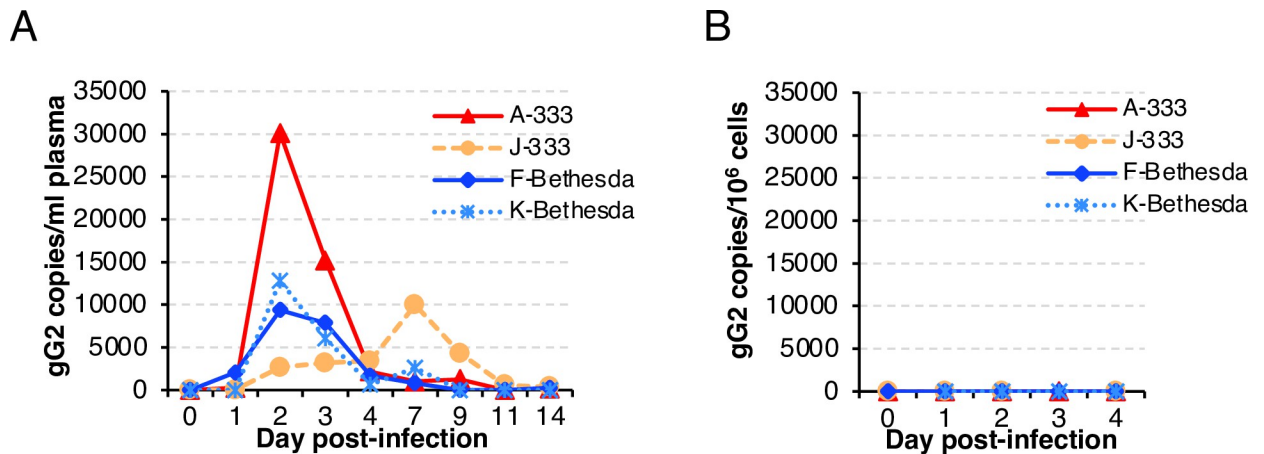 A
gG2 copies/ml plasma
35000
30000
25000
20000
15000
10000
5000
0
0 1 2 3 4 7 9 11 14
Day post-infection
A-333
J-333
F-Bethesda
K-Bethesda
B
gG2 copies/10⁶ cells
35000
30000
25000
20000
15000
10000
5000
0
0 1 2 3 4
Day post-infection
A-333
J-333
F-Bethesda
K-Bethesda